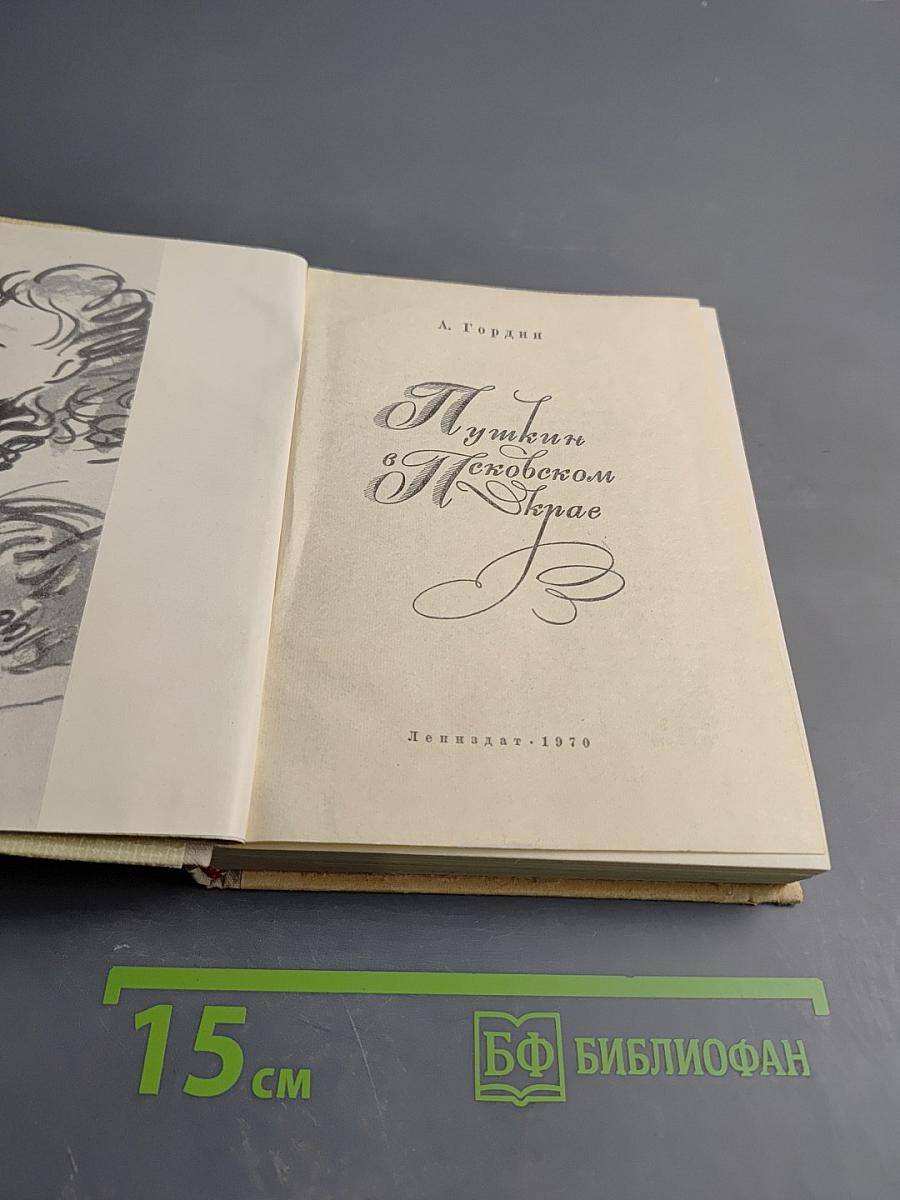 А. Гордин
Пушкин
в Псковском
крае
Лениздат · 1970
15 см
БФ БИБЛИОФАН